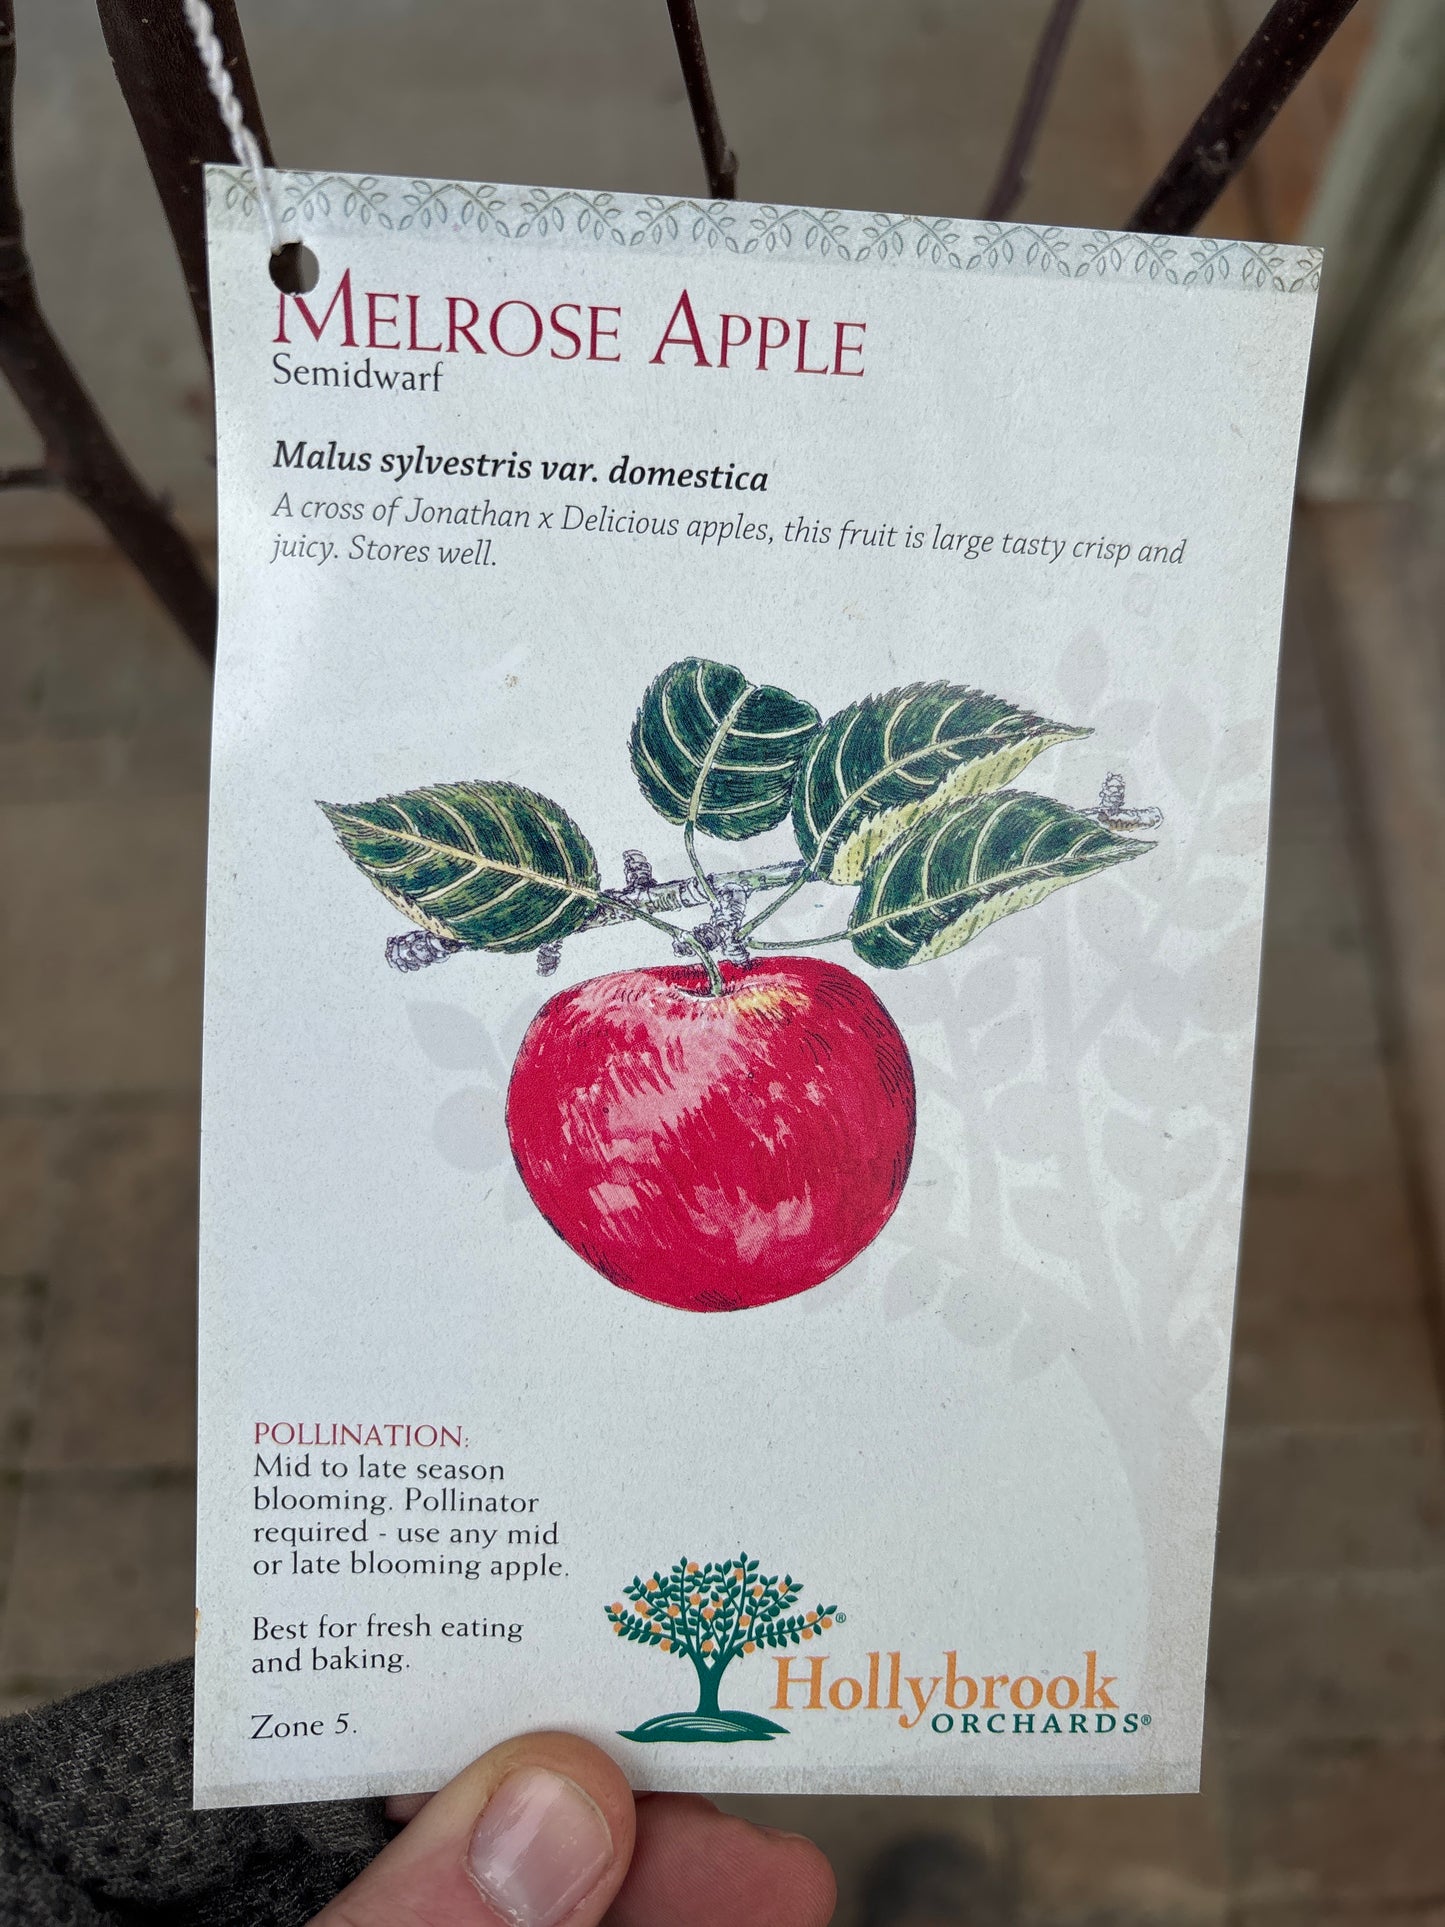 MELROSE APPLE
Semidwarf
Malus sylvestris var. domestica
A cross of Jonathan x Delicious apples, this fruit is large tasty crisp and
juicy. Stores well.
POLLINATION:
Mid to late season
blooming. Pollinator
required - use any mid
or late blooming apple.
Best for fresh eating
and baking.
Zone 5.
®
Hollybrook
ORCHARDS®